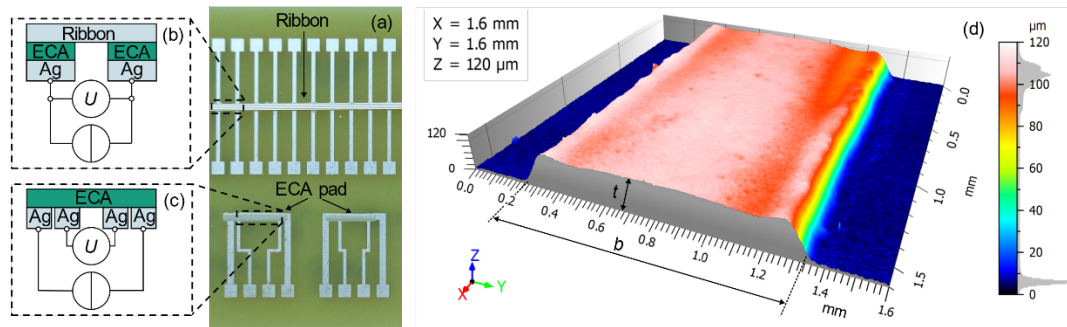 (b)
Ribbon
ECA
ECA
Ag
Ag
U
Ribbon
(a)
(c)
ECA
Ag
Ag
Ag
Ag
U
ECA pad
X = 1.6 mm
Y = 1.6 mm
Z = 120 µm
(d)
120
0
0.0
0.2
0.4
0.6
0.8
1.0
1.2
1.4
1.6
mm
0.0
0.5
1.0
1.5
mm
t
b
Z
X
Y
µm
120
100
80
60
40
20
0